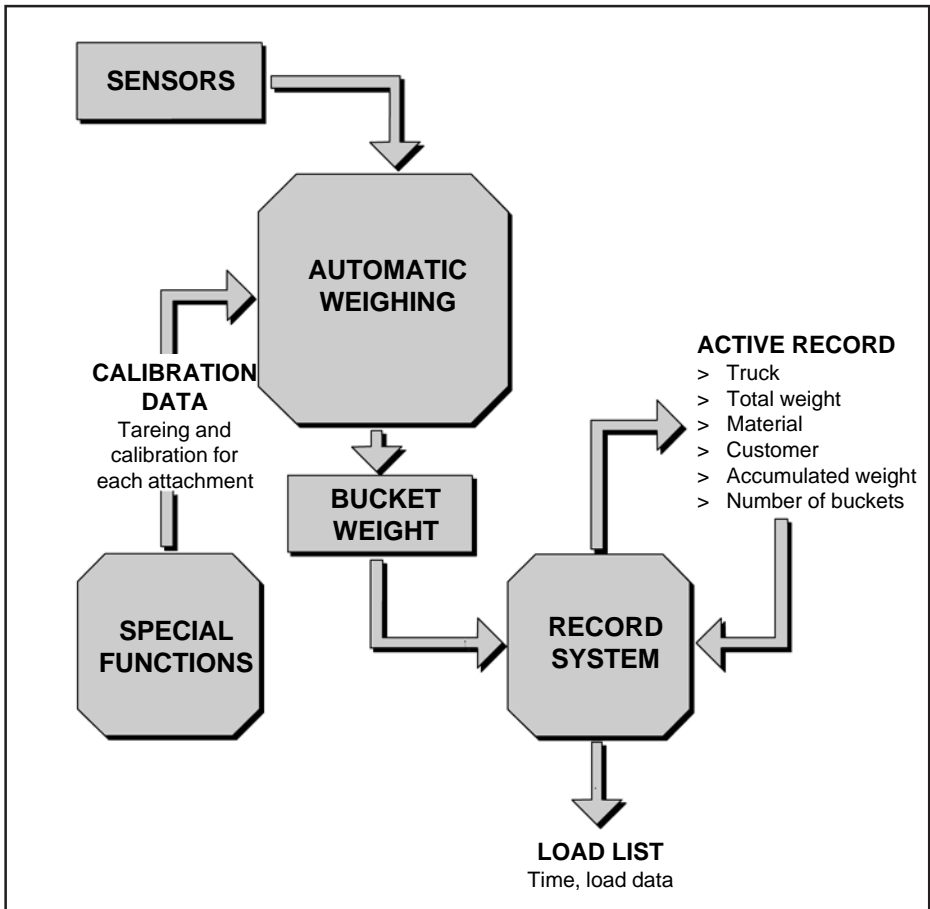 SENSORS
AUTOMATIC
WEIGHING
CALIBRATION
DATA
Tareing and
calibration for
each attachment
ACTIVE RECORD
> Truck
> Total weight
> Material
> Customer
> Accumulated weight
> Number of buckets
BUCKET
WEIGHT
SPECIAL
FUNCTIONS
RECORD
SYSTEM
LOAD LIST
Time, load data